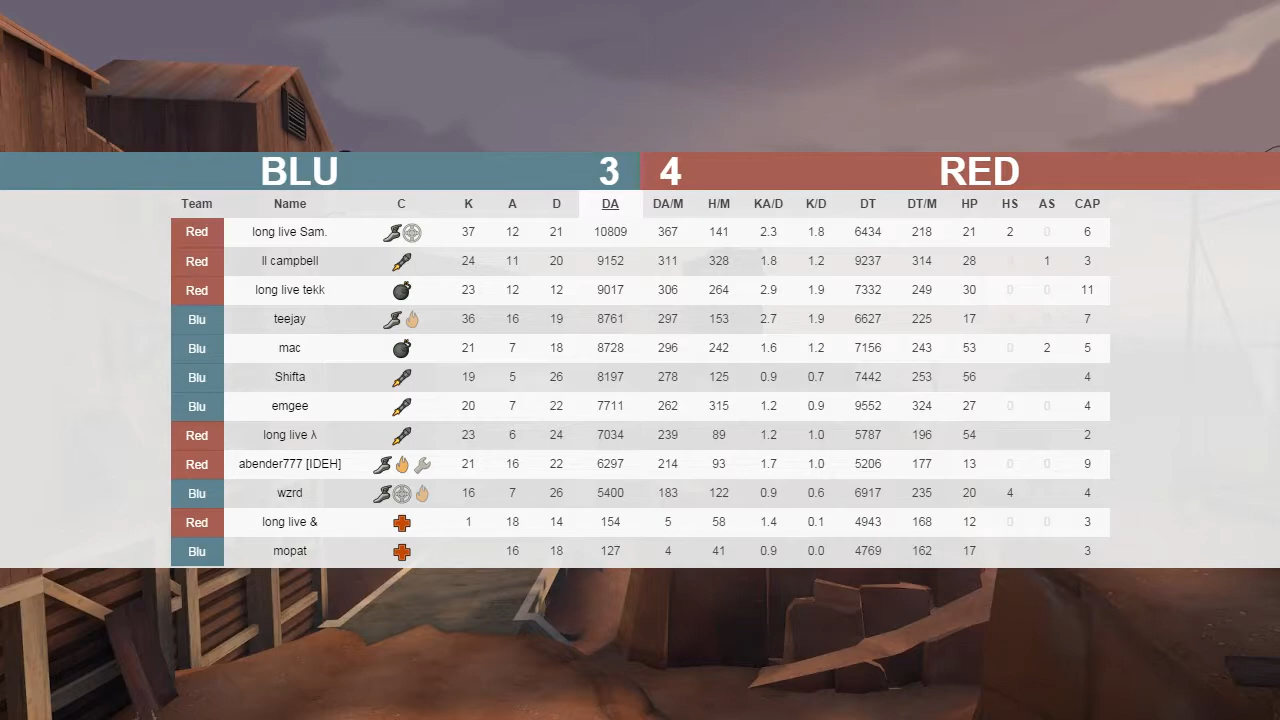 BLU 3 4 RED
Team Name C K A D DA DA/M H/M KA/D K/D DT DT/M HP HS AS CAP
Red long live Sam. 37 12 21 10809 367 141 2.3 1.8 6434 218 21 2 0 6
Red ll campbell 24 11 20 9152 311 328 1.8 1.2 9237 314 28 1 3
Red long live tekk 23 12 12 9017 306 264 2.9 1.9 7332 249 30 0 0 11
Blu teejay 36 16 19 8761 297 153 2.7 1.9 6627 225 17 7
Blu mac 21 7 18 8728 296 242 1.6 1.2 7156 243 53 0 2 5
Blu Shifta 19 5 26 8197 278 125 0.9 0.7 7442 253 56 4
Blu emgee 20 7 22 7711 262 315 1.2 0.9 9552 324 27 0 0 4
Red long live λ 23 6 24 7034 239 89 1.2 1.0 5787 196 54 2
Red abender777 [IDEH] 21 16 22 6297 214 93 1.7 1.0 5206 177 13 0 0 9
Blu wzrd 16 7 26 5400 183 122 0.9 0.6 6917 235 20 4 4
Red long live & 1 18 14 154 5 58 1.4 0.1 4943 168 12 0 0 3
Blu mopat 16 18 127 4 41 0.9 0.0 4769 162 17 3